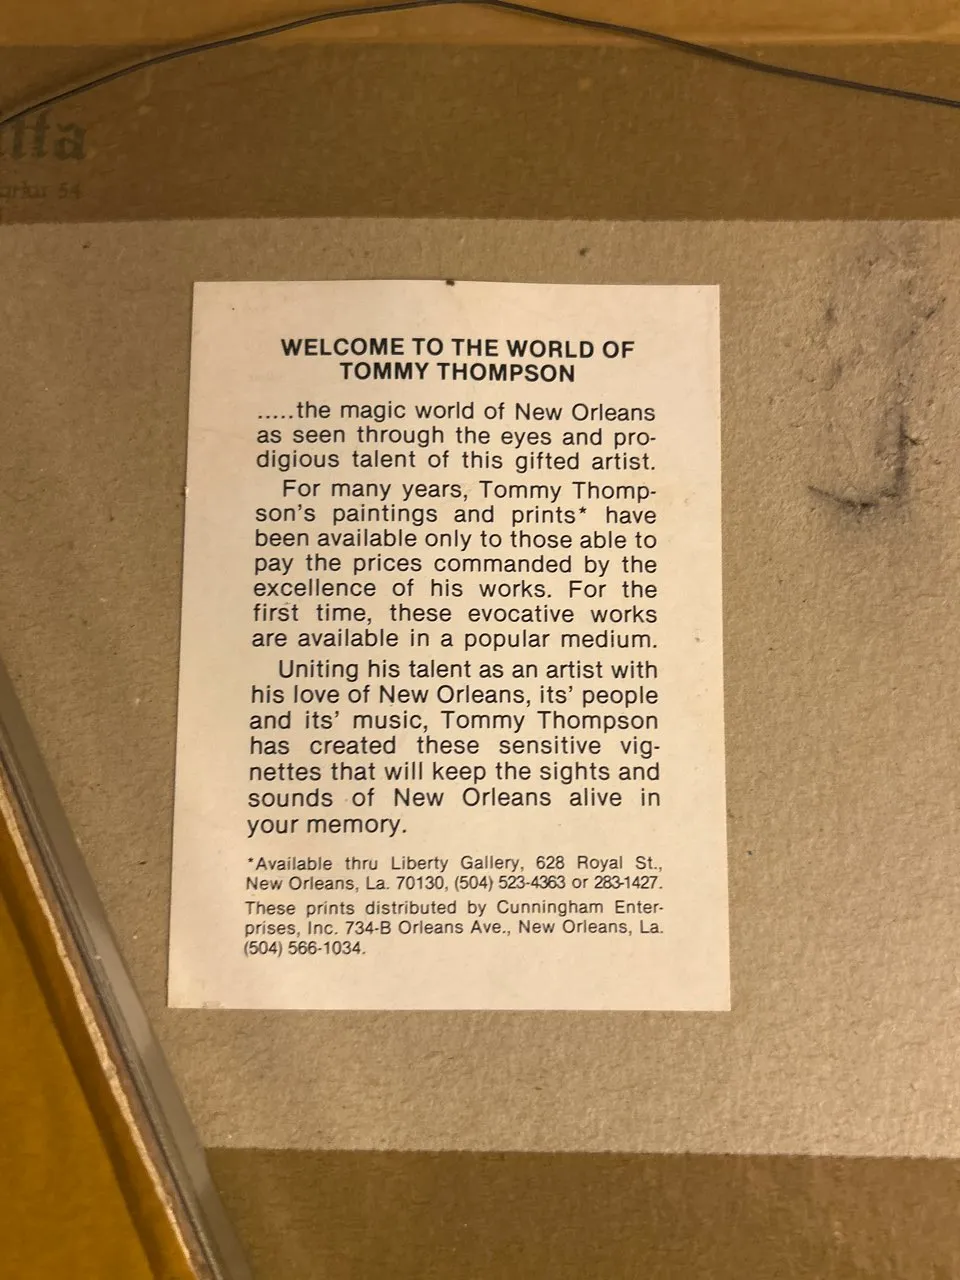 WELCOME TO THE WORLD OF
TOMMY THOMPSON
.....the magic world of New Orleans
as seen through the eyes and pro-
digious talent of this gifted artist.
For many years, Tommy Thomp-
son's paintings and prints* have
been available only to those able to
pay the prices commanded by the
excellence of his works. For the
first time, these evocative works
are available in a popular medium.
Uniting his talent as an artist with
his love of New Orleans, its' people
and its' music, Tommy Thompson
has created these sensitive vig-
nettes that will keep the sights and
sounds of New Orleans alive in
your memory.
*Available thru Liberty Gallery, 628 Royal St.,
New Orleans, La. 70130, (504) 523-4363 or 283-1427.
These prints distributed by Cunningham Enter-
prises, Inc. 734-B Orleans Ave., New Orleans, La.
(504) 566-1034.